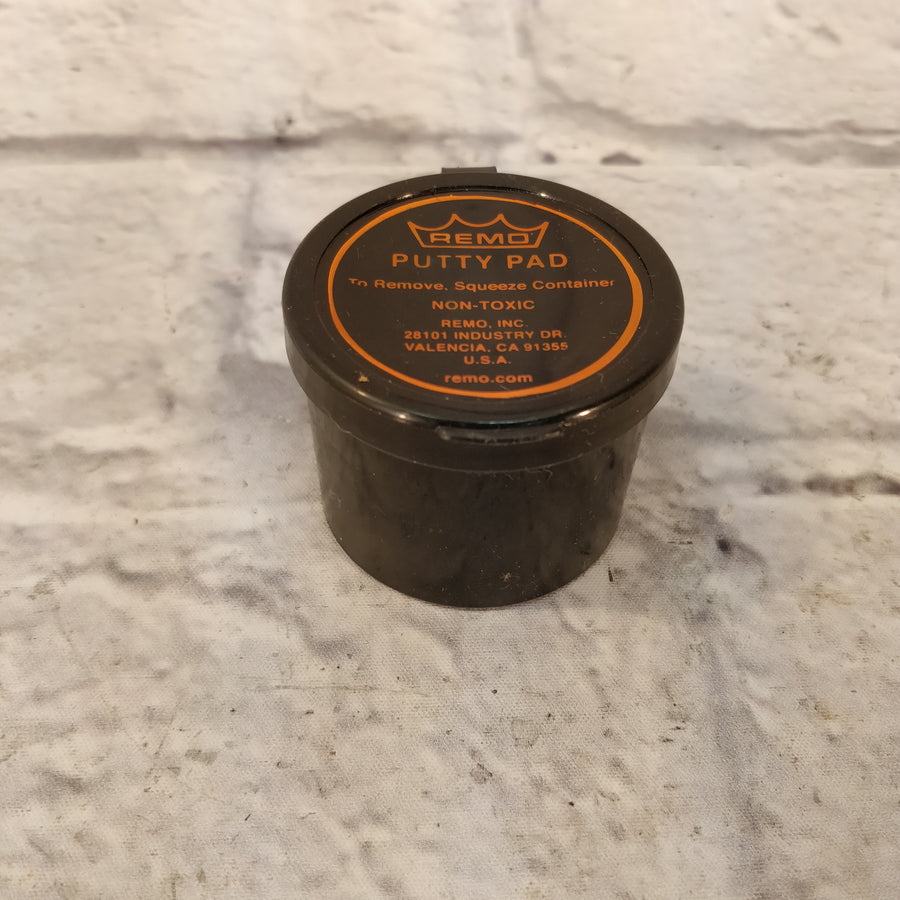 REMO
PUTTY PAD
To Remove, Squeeze Container
NON-TOXIC
REMO, INC.
28101 INDUSTRY DR.
VALENCIA, CA 91355
U.S.A.
remo.com